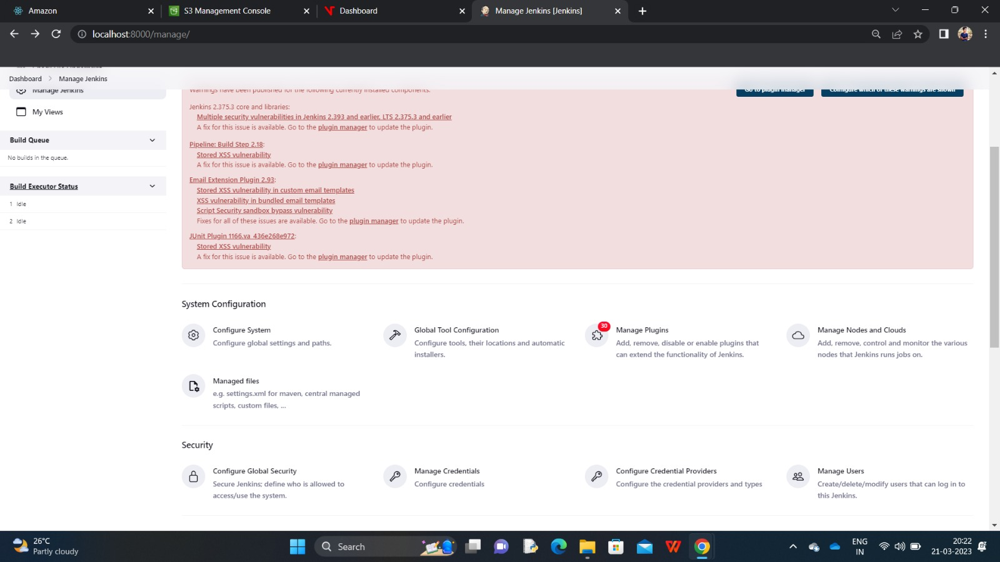 Amazon
S3 Management Console
Dashboard
Manage Jenkins [Jenkins]
localhost:8000/manage/
Dashboard
Manage Jenkins
Manage Jenkins
My Views
Build Queue
No builds in the queue.
Build Executor Status
1 Idle
2 Idle
Warnings have been published for the following currently installed components.
Go to plugin manager
Configure which of these warnings are shown
Jenkins 2.375.3 core and libraries:
Multiple security vulnerabilities in Jenkins 2.393 and earlier, LTS 2.375.3 and earlier
A fix for this issue is available. Go to the plugin manager to update the plugin.
Pipeline: Build Step 2.18:
Stored XSS vulnerability
A fix for this issue is available. Go to the plugin manager to update the plugin.
Email Extension Plugin 2.93:
Stored XSS vulnerability in custom email templates
XSS vulnerability in bundled email templates
Script Security sandbox bypass vulnerability
Fixes for all of these issues are available. Go to the plugin manager to update the plugin.
JUnit Plugin 1166.va_436e268e972:
Stored XSS vulnerability
A fix for this issue is available. Go to the plugin manager to update the plugin.
System Configuration
Configure System
Configure global settings and paths.
Global Tool Configuration
Configure tools, their locations and automatic
installers.
30
Manage Plugins
Add, remove, disable or enable plugins that
can extend the functionality of Jenkins.
Manage Nodes and Clouds
Add, remove, control and monitor the various
nodes that Jenkins runs jobs on.
Managed files
e.g. settings.xml for maven, central managed
scripts, custom files, ...
Security
Configure Global Security
Secure Jenkins; define who is allowed to
access/use the system.
Manage Credentials
Configure credentials
Configure Credential Providers
Configure the credential providers and types
Manage Users
Create/delete/modify users that can log in to
this Jenkins.
26°C
Partly cloudy
Search
ENG
IN
20:22
21-03-2023